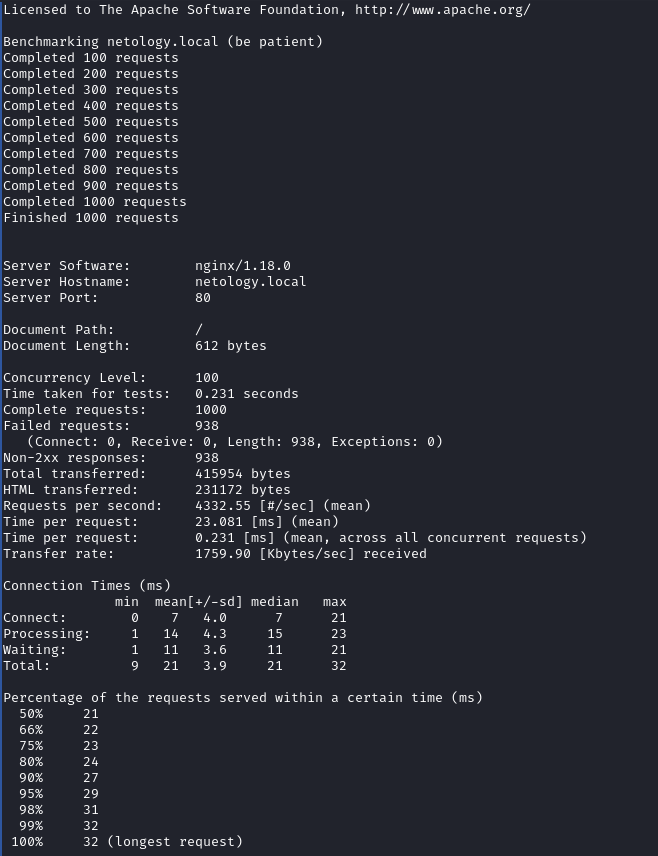 Licensed to The Apache Software Foundation, http://www.apache.org/
Benchmarking netology.local (be patient)
Completed 100 requests
Completed 200 requests
Completed 300 requests
Completed 400 requests
Completed 500 requests
Completed 600 requests
Completed 700 requests
Completed 800 requests
Completed 900 requests
Completed 1000 requests
Finished 1000 requests
Server Software:        nginx/1.18.0
Server Hostname:        netology.local
Server Port:            80
Document Path:          /
Document Length:        612 bytes
Concurrency Level:      100
Time taken for tests:   0.231 seconds
Complete requests:      1000
Failed requests:        938
   (Connect: 0, Receive: 0, Length: 938, Exceptions: 0)
Non-2xx responses:      938
Total transferred:      415954 bytes
HTML transferred:       231172 bytes
Requests per second:    4332.55 [#/sec] (mean)
Time per request:       23.081 [ms] (mean)
Time per request:       0.231 [ms] (mean, across all concurrent requests)
Transfer rate:          1759.90 [Kbytes/sec] received
Connection Times (ms)
              min  mean[+/-sd] median   max
Connect:        0    7   4.0      7      21
Processing:     1   14   4.3     15      23
Waiting:        1   11   3.6     11      21
Total:          9   21   3.9     21      32
Percentage of the requests served within a certain time (ms)
  50%     21
  66%     22
  75%     23
  80%     24
  90%     27
  95%     29
  98%     31
  99%     32
 100%     32 (longest request)